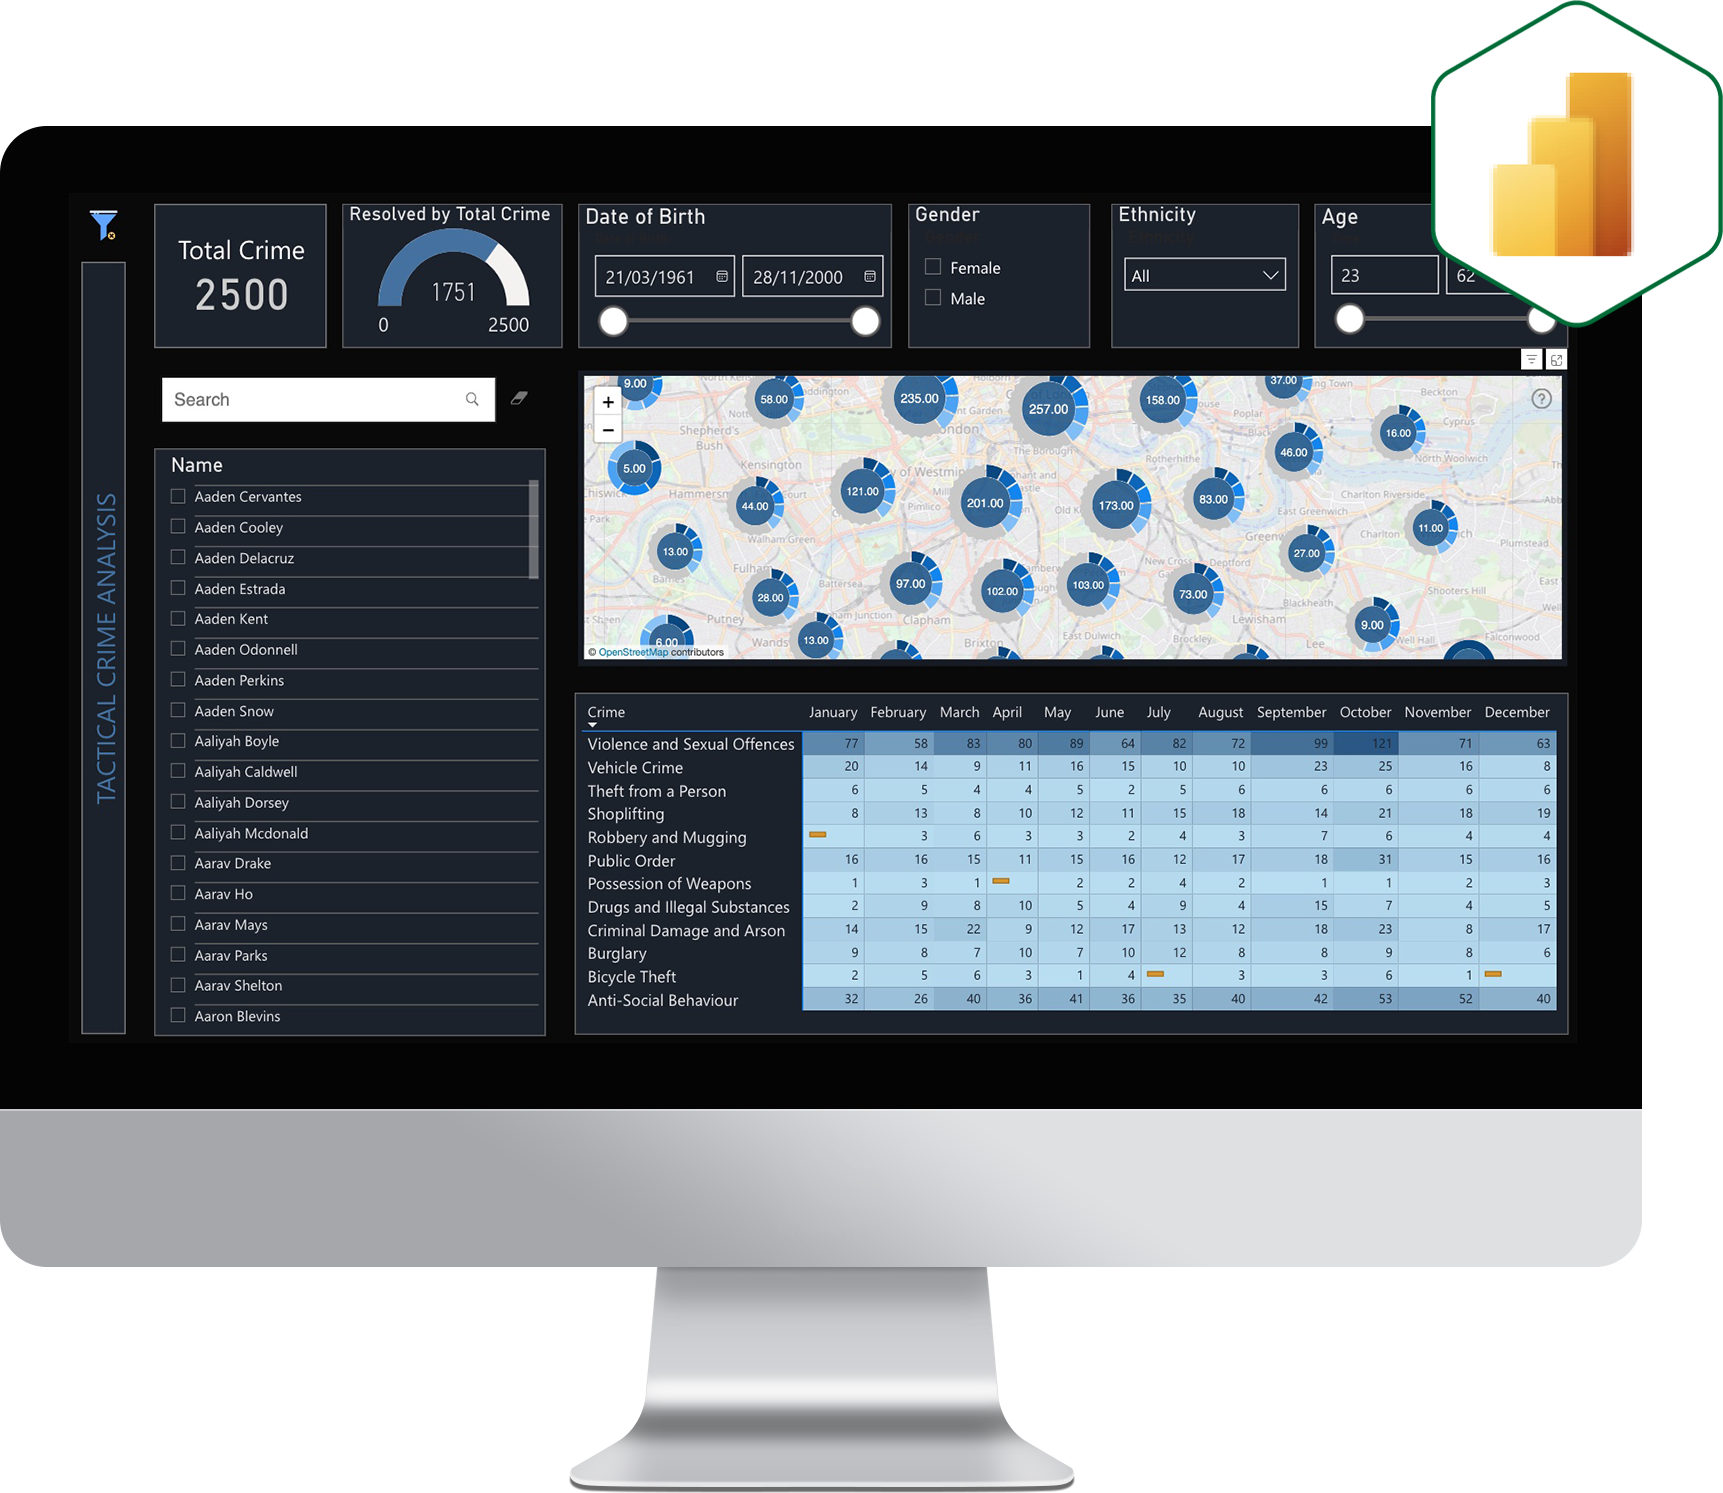 TACTICAL CRIME ANALYSIS
Total Crime
2500
Resolved by Total Crime
1751
0
2500
Date of Birth
21/03/1961
28/11/2000
Gender
Female
Male
Ethnicity
All
Age
23
62
Search
Name
Aaden Cervantes
Aaden Cooley
Aaden Delacruz
Aaden Estrada
Aaden Kent
Aaden Odonnell
Aaden Perkins
Aaden Snow
Aaliyah Boyle
Aaliyah Caldwell
Aaliyah Dorsey
Aaliyah Mcdonald
Aarav Drake
Aarav Ho
Aarav Mays
Aarav Parks
Aarav Shelton
Aaron Blevins
+
−
?
9.00
58.00
235.00
257.00
158.00
37.00
16.00
46.00
5.00
44.00
121.00
201.00
173.00
83.00
11.00
13.00
27.00
28.00
97.00
102.00
103.00
73.00
9.00
6.00
13.00
Beckton
Cyprus
Poplar
Shepherd's
Bush
Kensington
The Borough
Rotherhithe
North Woolwich
Pimlico
Charlton Riverside
East Greenwich
Walham Green
Charlton
Plumstead
Barnes
Fulham
Battersea
New Cross
Deptford
Blackheath
Shooters Hill
Putney
Clapham
Lewisham
East Dulwich
Brixton
Brockley
Lee
Well Hall
Falconwood
© OpenStreetMap contributors
Crime January February March April May June July August September October November December
Violence and Sexual Offences 77 58 83 80 89 64 82 72 99 121 71 63
Vehicle Crime 20 14 9 11 16 15 10 10 23 25 16 8
Theft from a Person 6 5 4 4 5 2 5 6 6 6 6 6
Shoplifting 8 13 8 10 12 11 15 18 14 21 18 19
Robbery and Mugging 3 6 3 3 2 4 3 7 6 4 4
Public Order 16 16 15 11 15 16 12 17 18 31 15 16
Possession of Weapons 1 3 1 2 2 4 2 1 1 2 3
Drugs and Illegal Substances 2 9 8 10 5 4 9 4 15 7 4 5
Criminal Damage and Arson 14 15 22 9 12 17 13 12 18 23 8 17
Burglary 9 8 7 10 7 10 12 8 8 9 8 6
Bicycle Theft 2 5 6 3 1 4 3 3 6 1
Anti-Social Behaviour 32 26 40 36 41 36 35 40 42 53 52 40